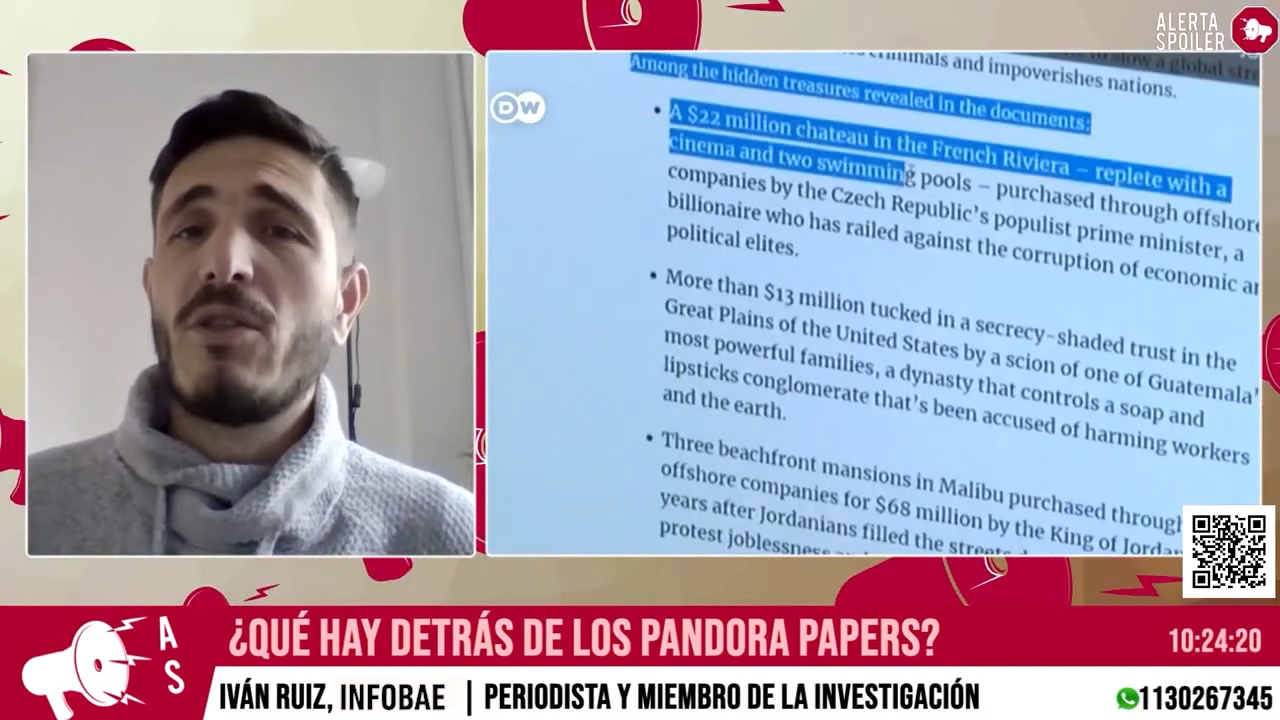 ALERTA
SPOILER
DW
criminals and impoverishes nations.
Among the hidden treasures revealed in the documents:
• A $22 million chateau in the French Riviera – replete with a
cinema and two swimming pools – purchased through offshore
companies by the Czech Republic's populist prime minister, a
billionaire who has railed against the corruption of economic an
political elites.
• More than $13 million tucked in a secrecy-shaded trust in the
Great Plains of the United States by a scion of one of Guatemala'
most powerful families, a dynasty that controls a soap and
lipsticks conglomerate that's been accused of harming workers
and the earth.
• Three beachfront mansions in Malibu purchased through
offshore companies for $68 million by the King of Jorda
years after Jordanians filled the streets
protest joblessness
A
S
¿QUÉ HAY DETRÁS DE LOS PANDORA PAPERS?
10:24:20
IVÁN RUIZ, INFOBAE | PERIODISTA Y MIEMBRO DE LA INVESTIGACIÓN
1130267345